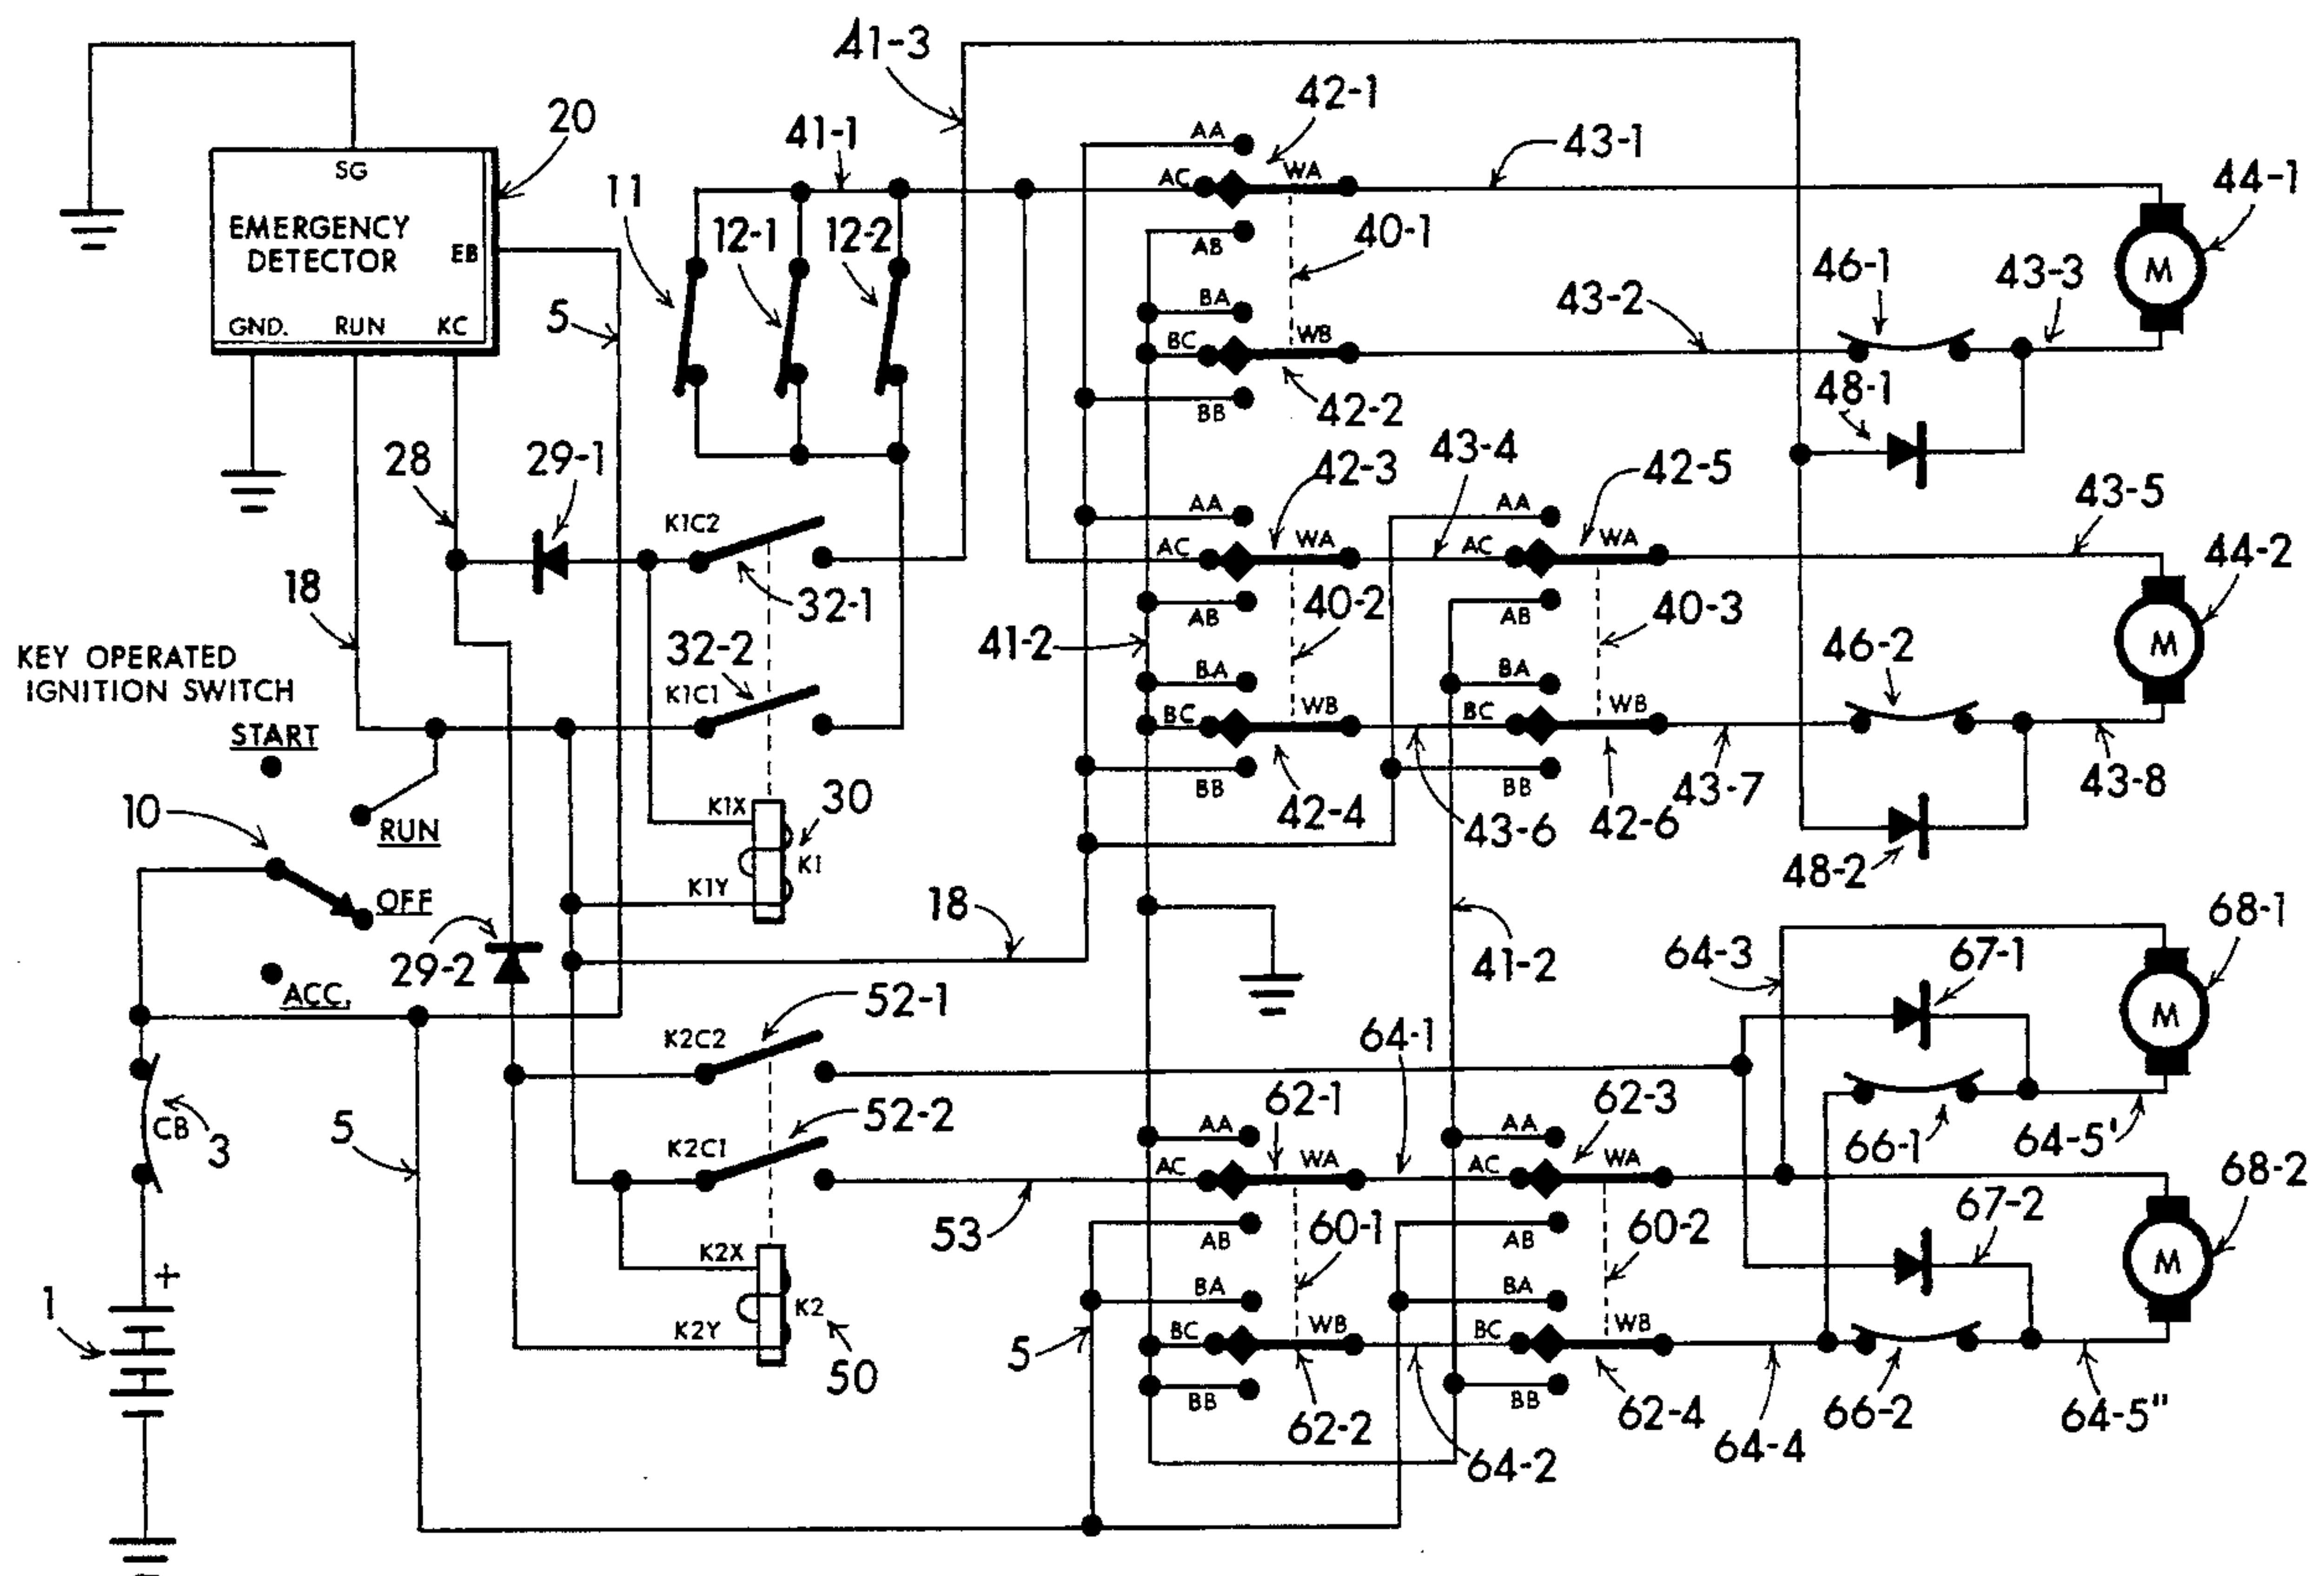 41-3
42-1
AA
43-1
20
41-1
SG
11
AC
WA
44-1
EMERGENCY
DETECTOR
EB
12-1
12-2
AB
40-1
M
46-1
43-3
GND.
RUN
KC
5
BA
43-2
BC
WB
48-1
BB
42-2
28
29-1
42-3
43-4
42-5
43-5
K1C2
AA
AA
AC
WA
AC
WA
44-2
18
32-1
AB
40-2
AB
40-3
M
KEY OPERATED
IGNITION SWITCH
32-2
41-2
46-2
K1C1
BA
BA
BC
WB
BC
WB
START
BB
BB
43-7
43-8
10
RUN
K1X
30
42-4
43-6
42-6
K1
48-2
K1Y
OFF
18
68-1
29-2
41-2
64-3
67-1
ACC.
52-1
M
K2C2
64-1
CB
3
5
52-2
62-1
62-3
66-1
64-5'
K2C1
AA
AA
AC
WA
AC
WA
68-2
53
AB
60-1
AB
60-2
67-2
K2X
M
+
1
BA
BA
K2
K2Y
5
BC
WB
BC
WB
50
BB
BB
62-2
64-2
62-4
64-4
66-2
64-5"